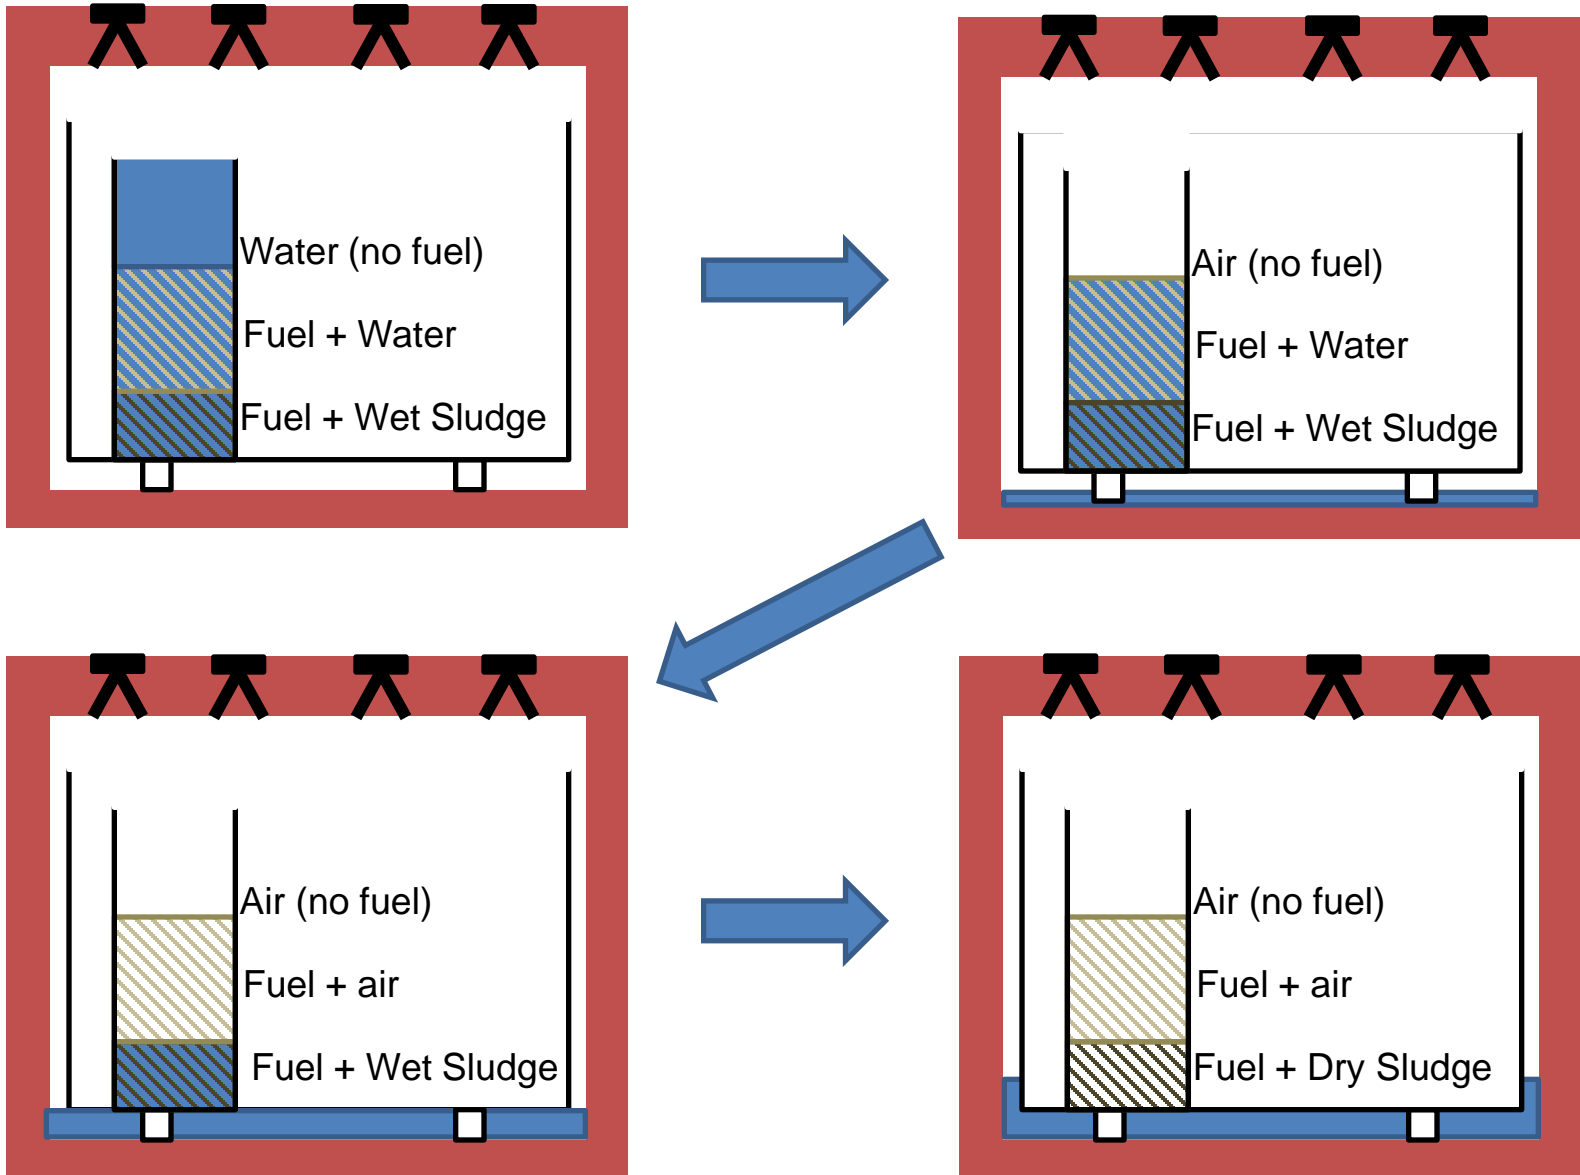 Water (no fuel)
Fuel + Water
Fuel + Wet Sludge
Air (no fuel)
Fuel + Water
Fuel + Wet Sludge
Air (no fuel)
Fuel + air
Fuel + Wet Sludge
Air (no fuel)
Fuel + air
Fuel + Dry Sludge